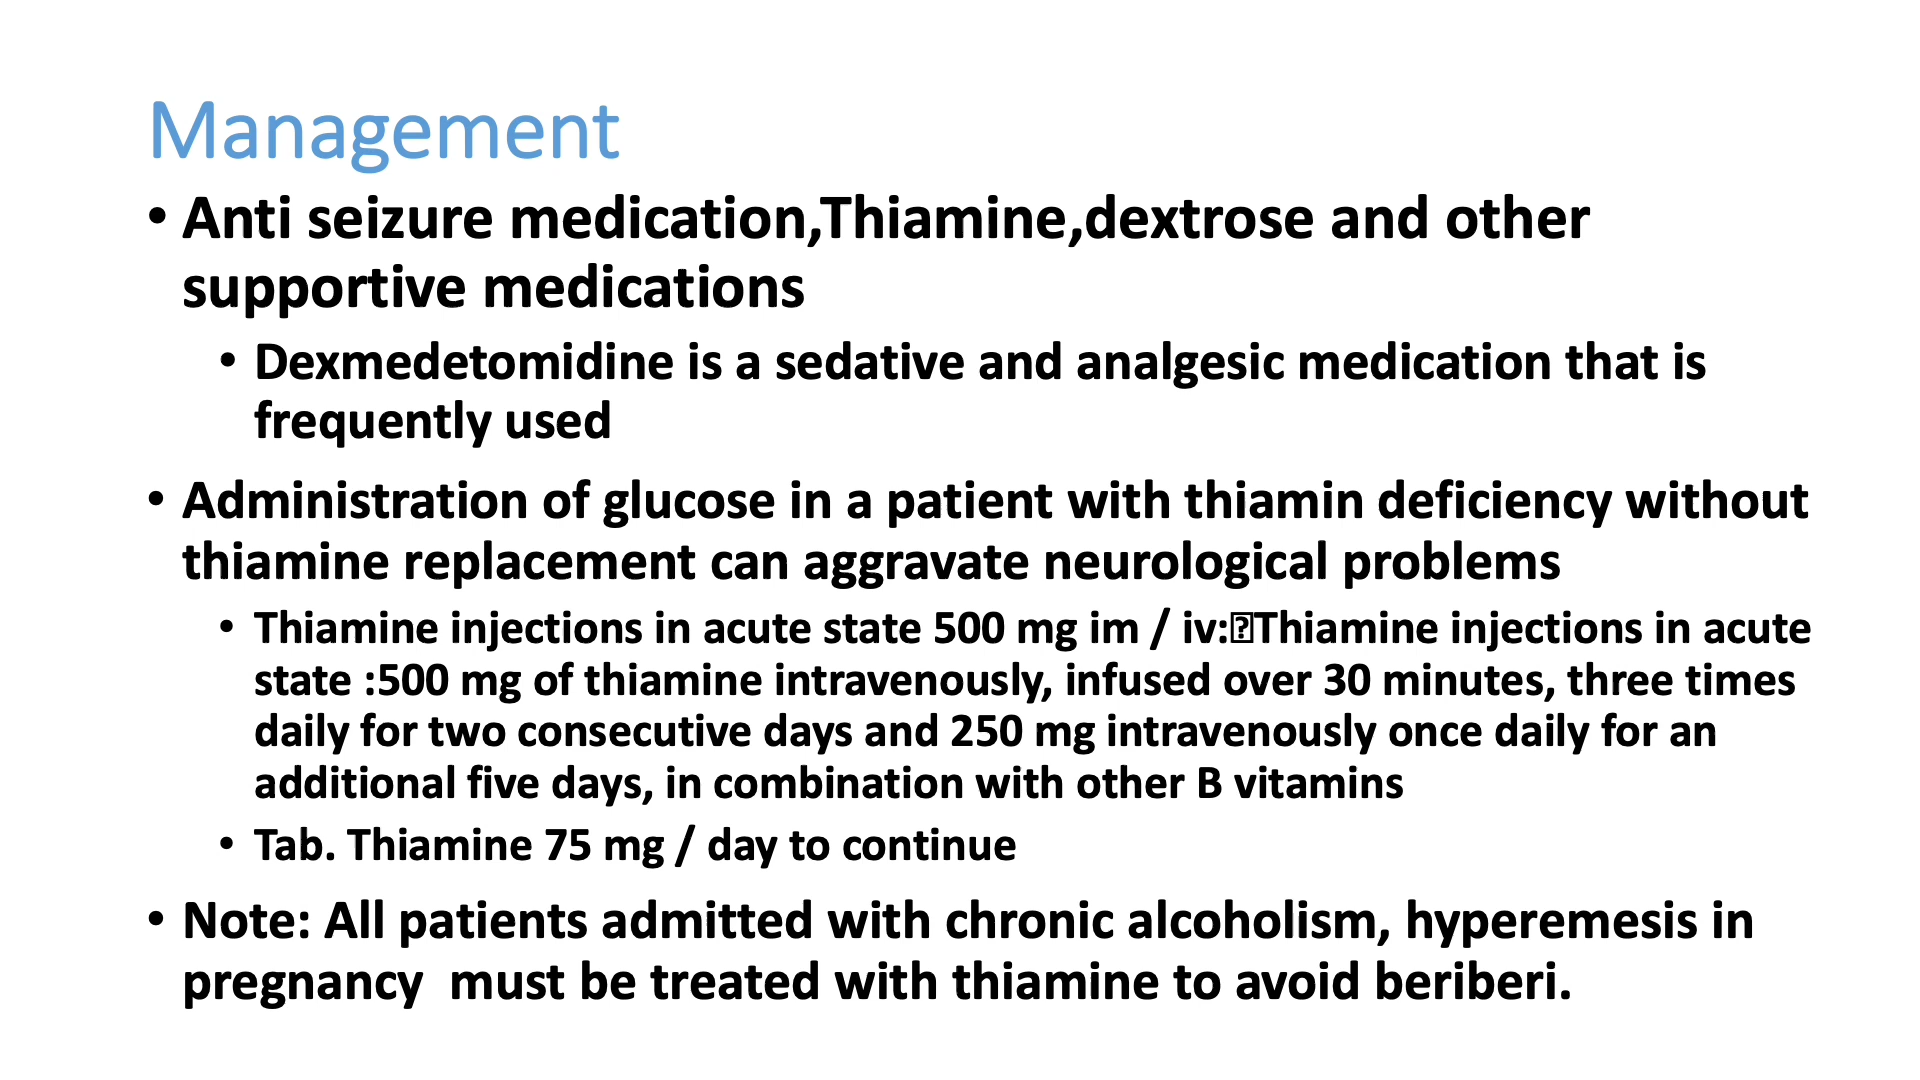 Management
• Anti seizure medication,Thiamine,dextrose and other
supportive medications
• Dexmedetomidine is a sedative and analgesic medication that is
frequently used
• Administration of glucose in a patient with thiamin deficiency without
thiamine replacement can aggravate neurological problems
• Thiamine injections in acute state 500 mg im / iv:⍰Thiamine injections in acute
state :500 mg of thiamine intravenously, infused over 30 minutes, three times
daily for two consecutive days and 250 mg intravenously once daily for an
additional five days, in combination with other B vitamins
• Tab. Thiamine 75 mg / day to continue
• Note: All patients admitted with chronic alcoholism, hyperemesis in
pregnancy  must be treated with thiamine to avoid beriberi.